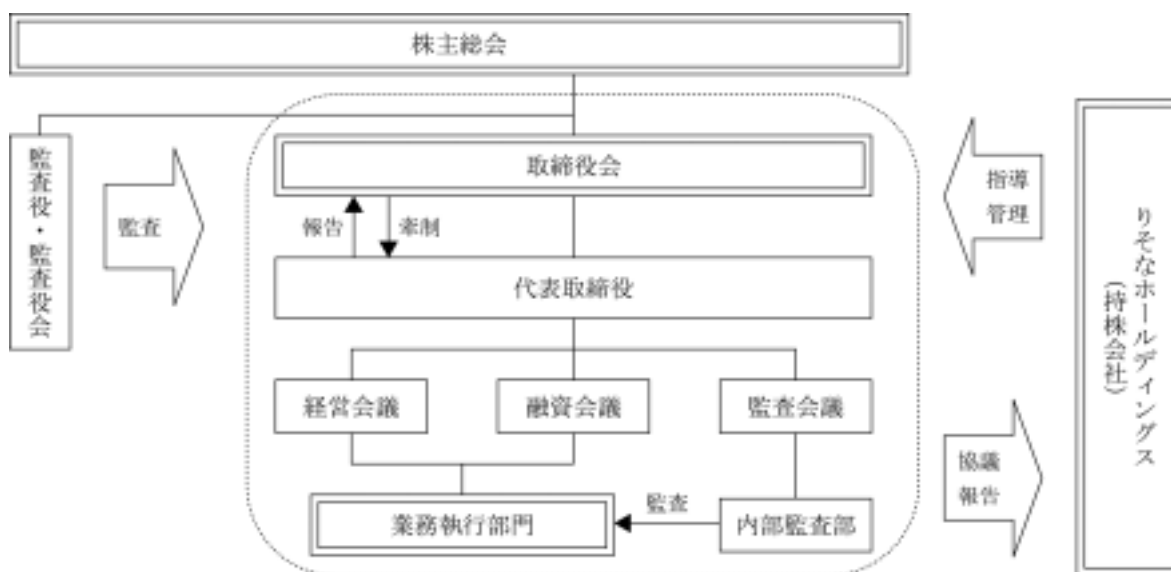 株主総会
監査役・監査役会
監査
取締役会
報告
牽制
代表取締役
経営会議
融資会議
監査会議
業務執行部門
監査
内部監査部
指導
管理
協議
報告
りそなホールディングス
(持株会社)